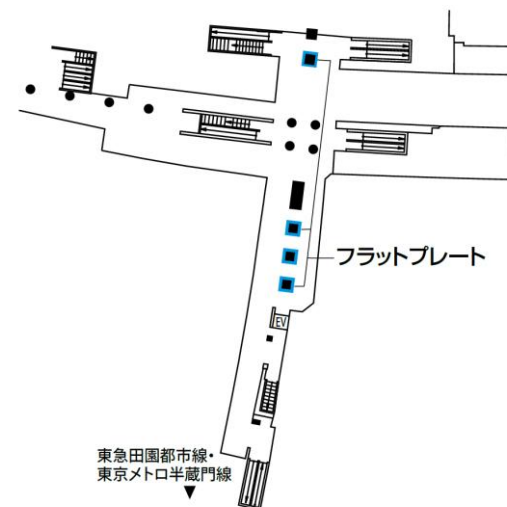 フラットプレート
EV
東急田園都市線・
東京メトロ半蔵門線